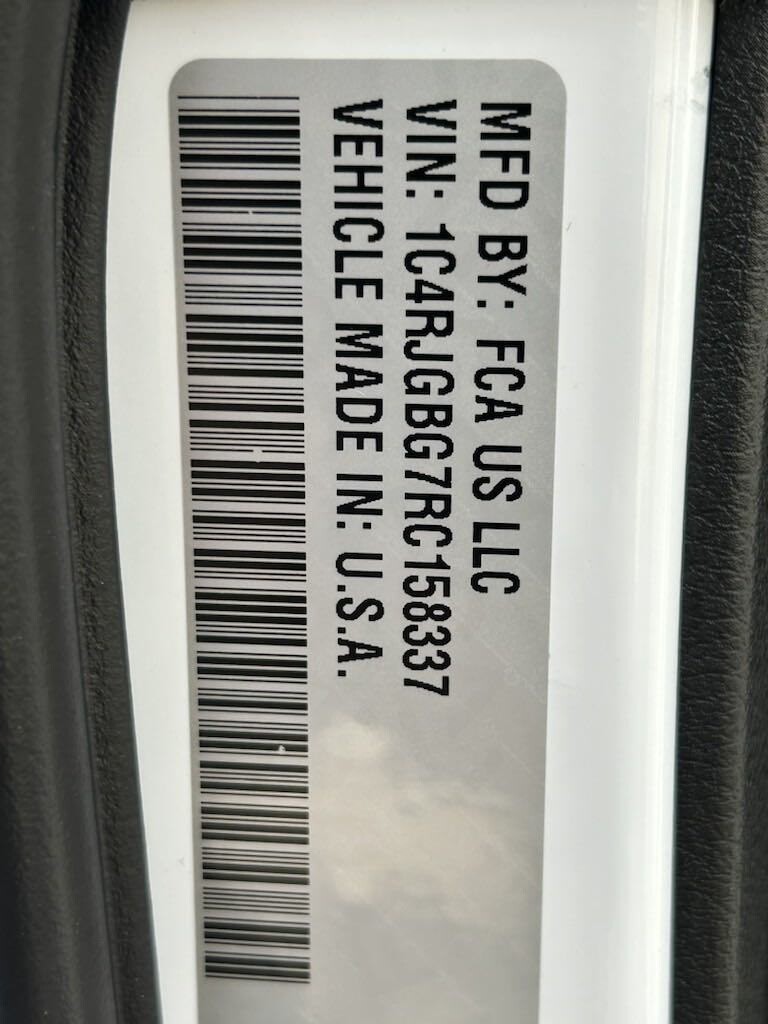 MFD BY: FCA US LLC
VIN: 1C4RJGBG7RC158337
VEHICLE MADE IN: U.S.A.